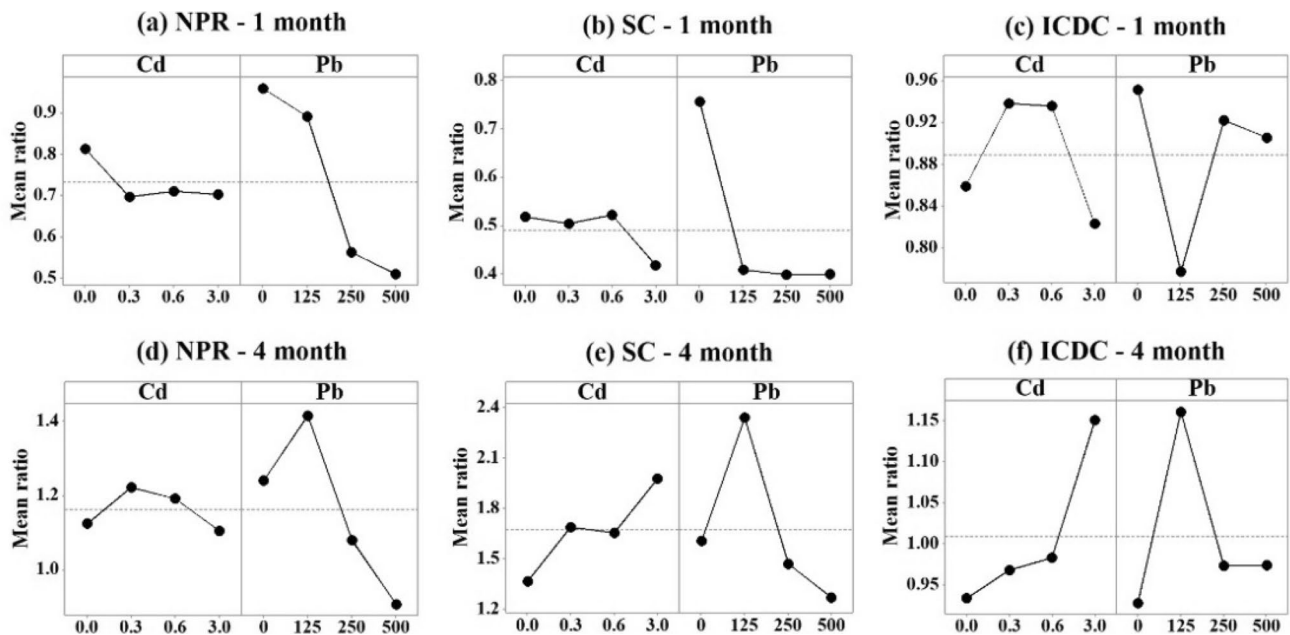 (a) NPR - 1 month
Cd Pb
Mean ratio
0.9
0.8
0.7
0.6
0.5
0.0 0.3 0.6 3.0 0 125 250 500
(b) SC - 1 month
Cd Pb
Mean ratio
0.8
0.7
0.6
0.5
0.4
0.0 0.3 0.6 3.0 0 125 250 500
(c) ICDC - 1 month
Cd Pb
Mean ratio
0.96
0.92
0.88
0.84
0.80
0.0 0.3 0.6 3.0 0 125 250 500
(d) NPR - 4 month
Cd Pb
Mean ratio
1.4
1.2
1.0
0.0 0.3 0.6 3.0 0 125 250 500
(e) SC - 4 month
Cd Pb
Mean ratio
2.4
2.1
1.8
1.5
1.2
0.0 0.3 0.6 3.0 0 125 250 500
(f) ICDC - 4 month
Cd Pb
Mean ratio
1.15
1.10
1.05
1.00
0.95
0.0 0.3 0.6 3.0 0 125 250 500